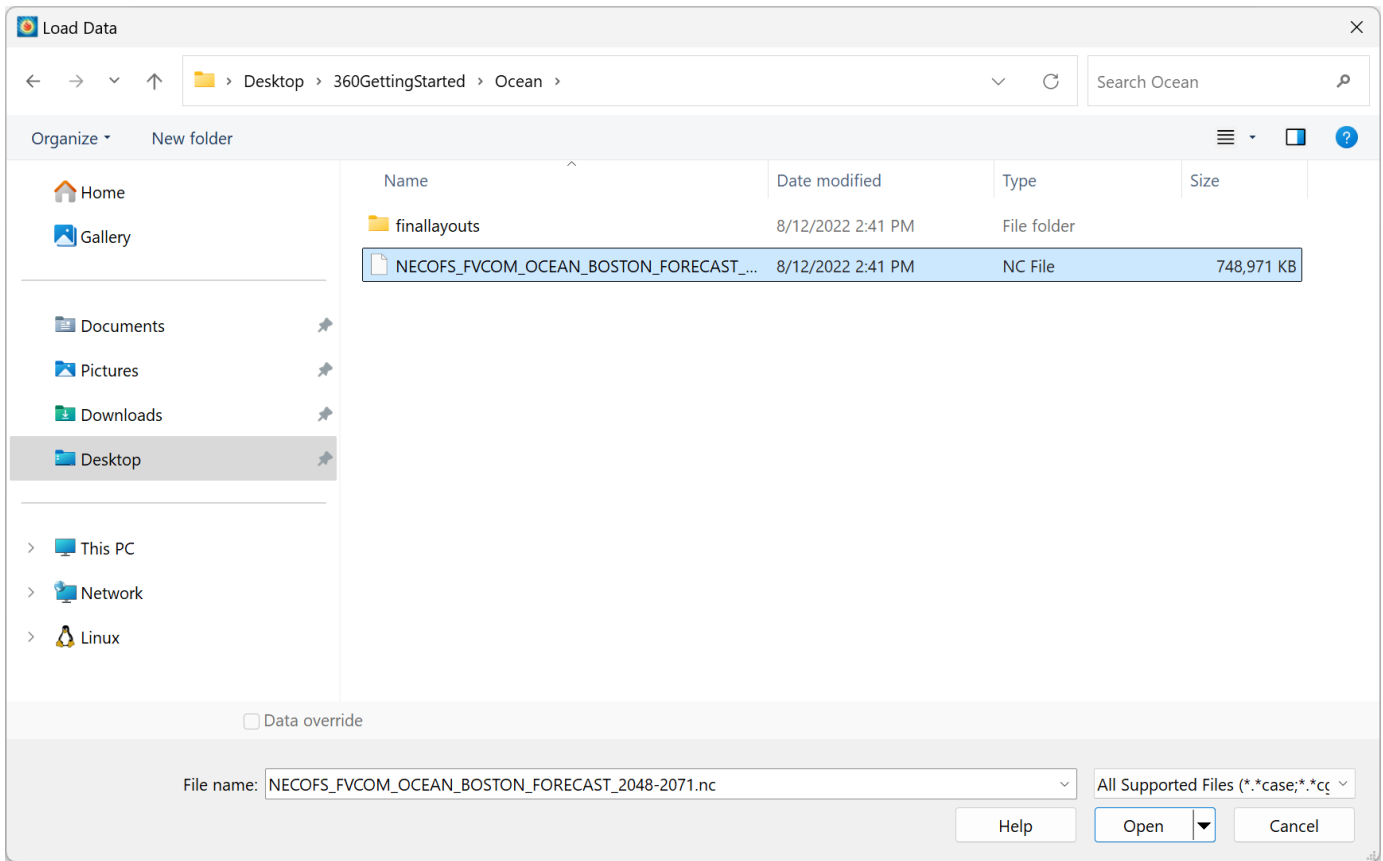 Load Data
Desktop > 360GettingStarted > Ocean >
Search Ocean
Organize
New folder
?
Name Date modified Type Size
Home
Gallery
Documents
Pictures
Downloads
Desktop
This PC
Network
Linux
finallayouts 8/12/2022 2:41 PM File folder
NECOFS_FVCOM_OCEAN_BOSTON_FORECAST_... 8/12/2022 2:41 PM NC File 748,971 KB
Data override
File name: NECOFS_FVCOM_OCEAN_BOSTON_FORECAST_2048-2071.nc
All Supported Files (*.*case;*.*cg
Help
Open
Cancel